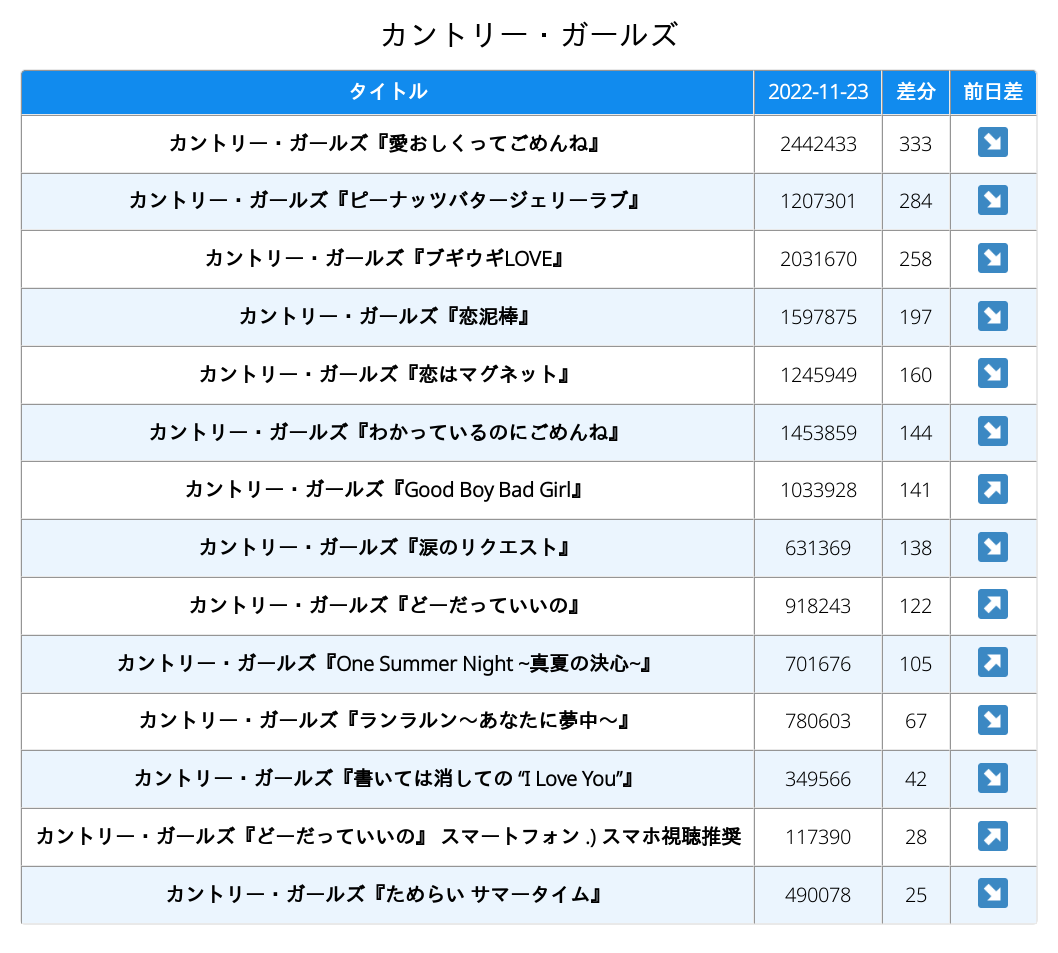 カントリー・ガールズ
タイトル 2022-11-23 差分 前日差
カントリー・ガールズ『愛おしくってごめんね』 2442433 333 ↘
カントリー・ガールズ『ピーナッツバタージェリーラブ』 1207301 284 ↘
カントリー・ガールズ『ブギウギLOVE』 2031670 258 ↘
カントリー・ガールズ『恋泥棒』 1597875 197 ↘
カントリー・ガールズ『恋はマグネット』 1245949 160 ↘
カントリー・ガールズ『わかっているのにごめんね』 1453859 144 ↘
カントリー・ガールズ『Good Boy Bad Girl』 1033928 141 ↗
カントリー・ガールズ『涙のリクエスト』 631369 138 ↘
カントリー・ガールズ『どーだっていいの』 918243 122 ↗
カントリー・ガールズ『One Summer Night ~真夏の決心~』 701676 105 ↗
カントリー・ガールズ『ランラルン～あなたに夢中～』 780603 67 ↘
カントリー・ガールズ『書いては消しての “I Love You”』 349566 42 ↘
カントリー・ガールズ『どーだっていいの』 スマートフォン .) スマホ視聴推奨 117390 28 ↗
カントリー・ガールズ『ためらい サマータイム』 490078 25 ↘